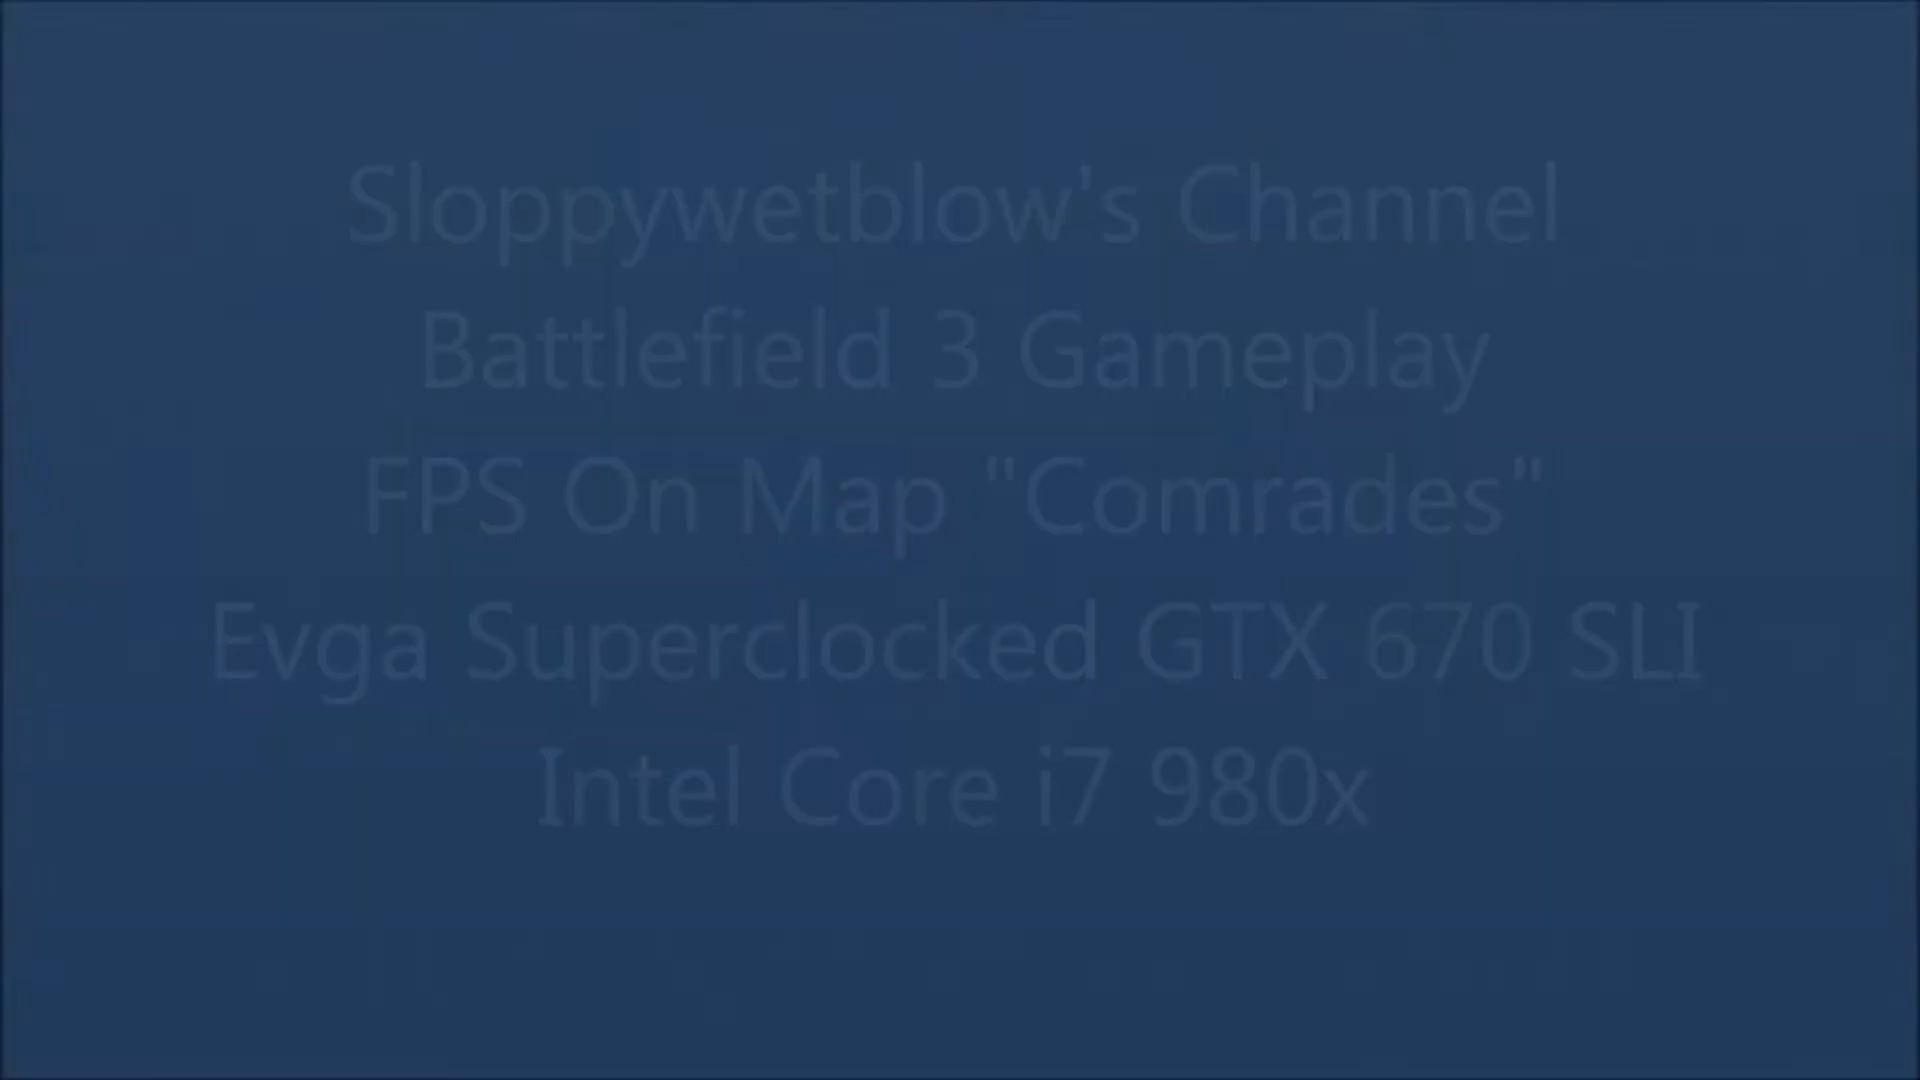 Sloppywetblow's Channel
Battlefield 3 Gameplay
FPS On Map "Comrades"
Evga Superclocked GTX 670 SLI
Intel Core i7 980x